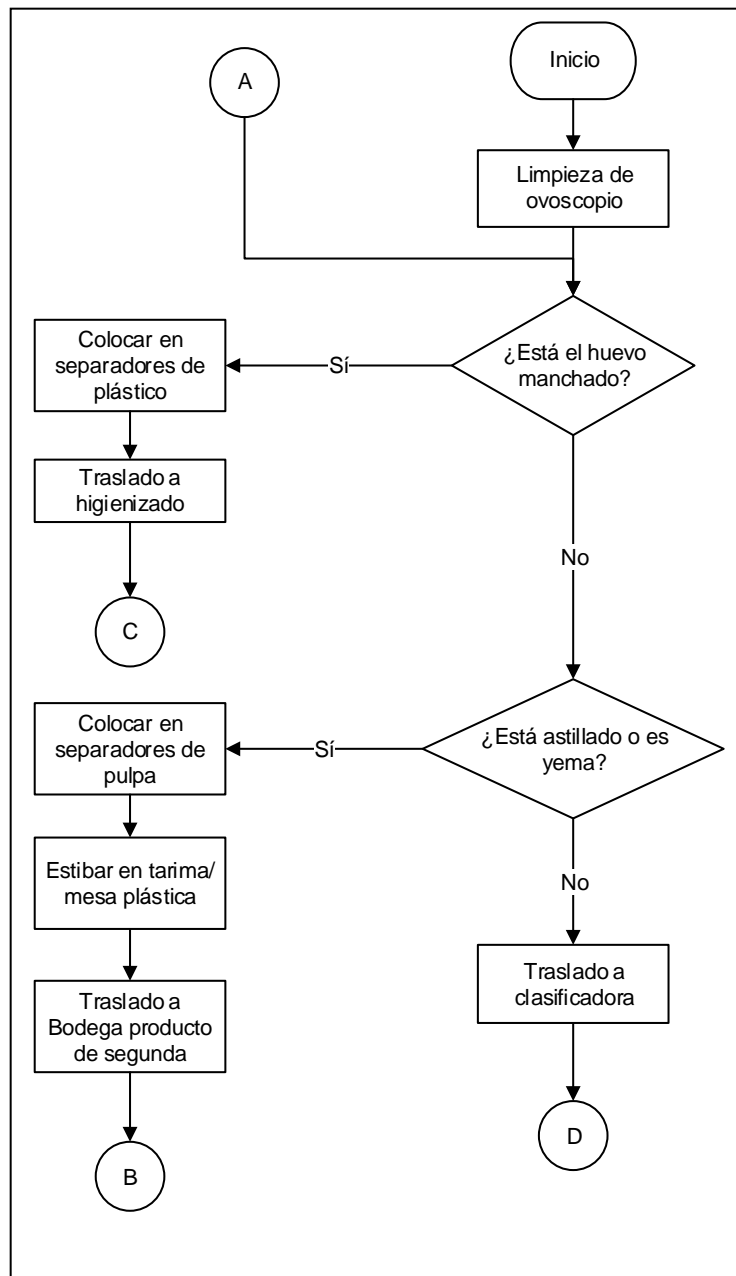 Inicio
A
Limpieza de
ovoscopio
¿Está el huevo
manchado?
Sí
Colocar en
separadores de
plástico
Traslado a
higienizado
C
No
¿Está astillado o es
yema?
Sí
Colocar en
separadores de
pulpa
Estibar en tarima/
mesa plástica
Traslado a
Bodega producto
de segunda
B
No
Traslado a
clasificadora
D